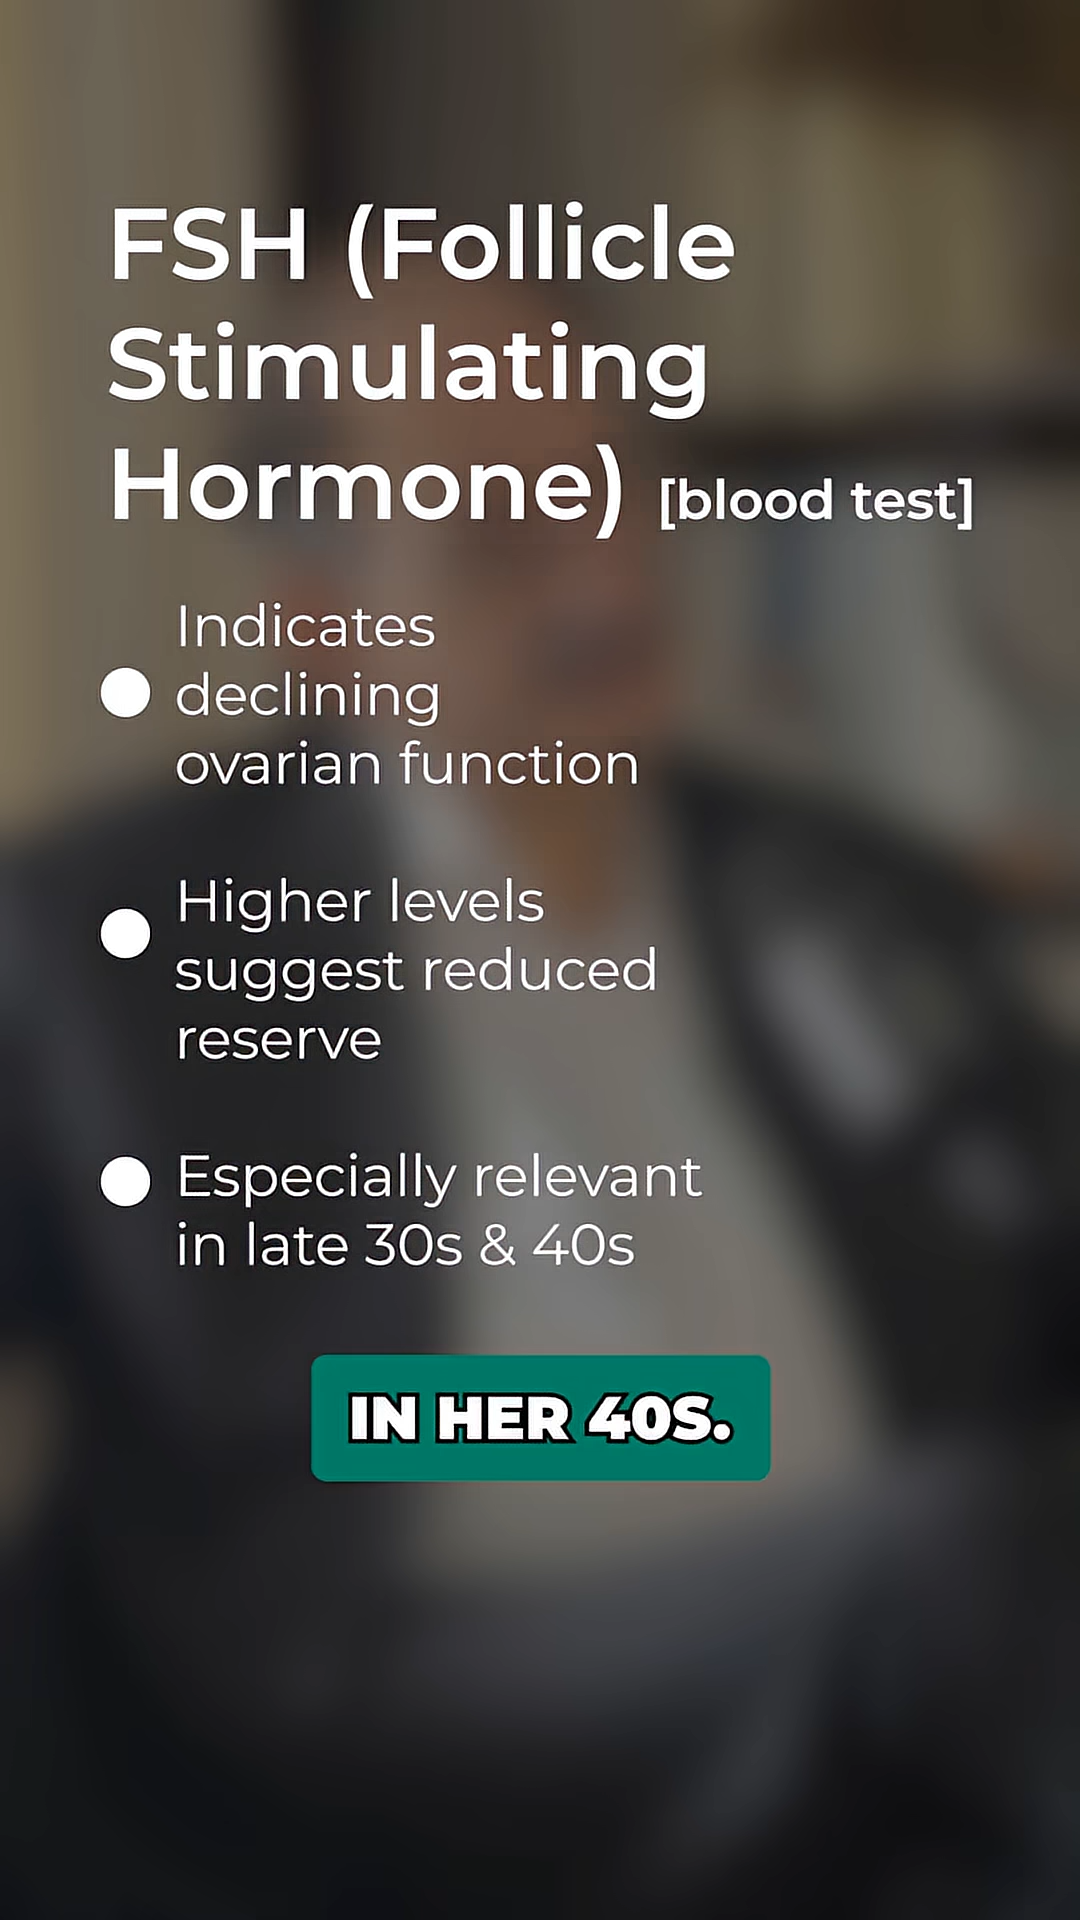 FSH (Follicle
Stimulating
Hormone) [blood test]
Indicates
declining
ovarian function
Higher levels
suggest reduced
reserve
Especially relevant
in late 30s & 40s
IN HER 40S.